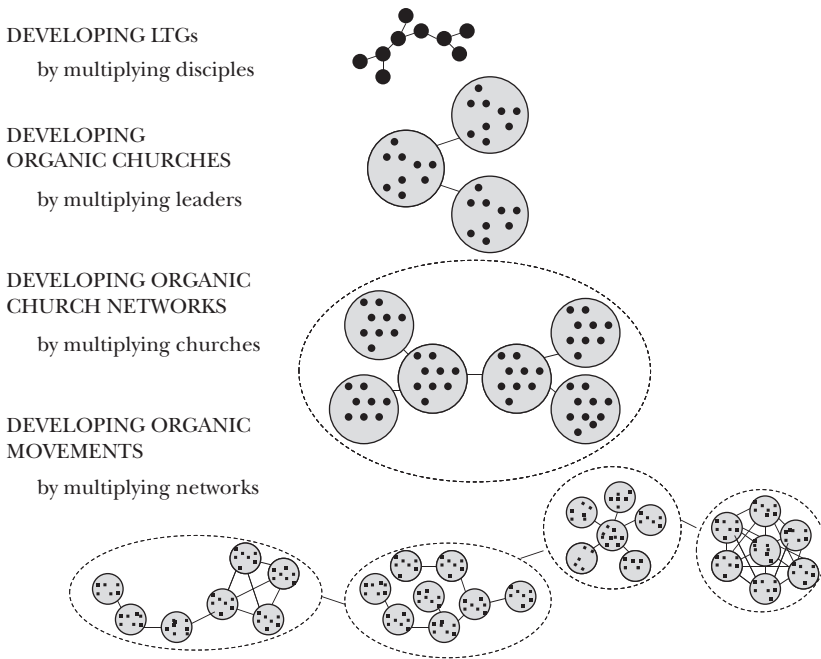 DEVELOPING LTGs
by multiplying disciples
DEVELOPING
ORGANIC CHURCHES
by multiplying leaders
DEVELOPING ORGANIC
CHURCH NETWORKS
by multiplying churches
DEVELOPING ORGANIC
MOVEMENTS
by multiplying networks